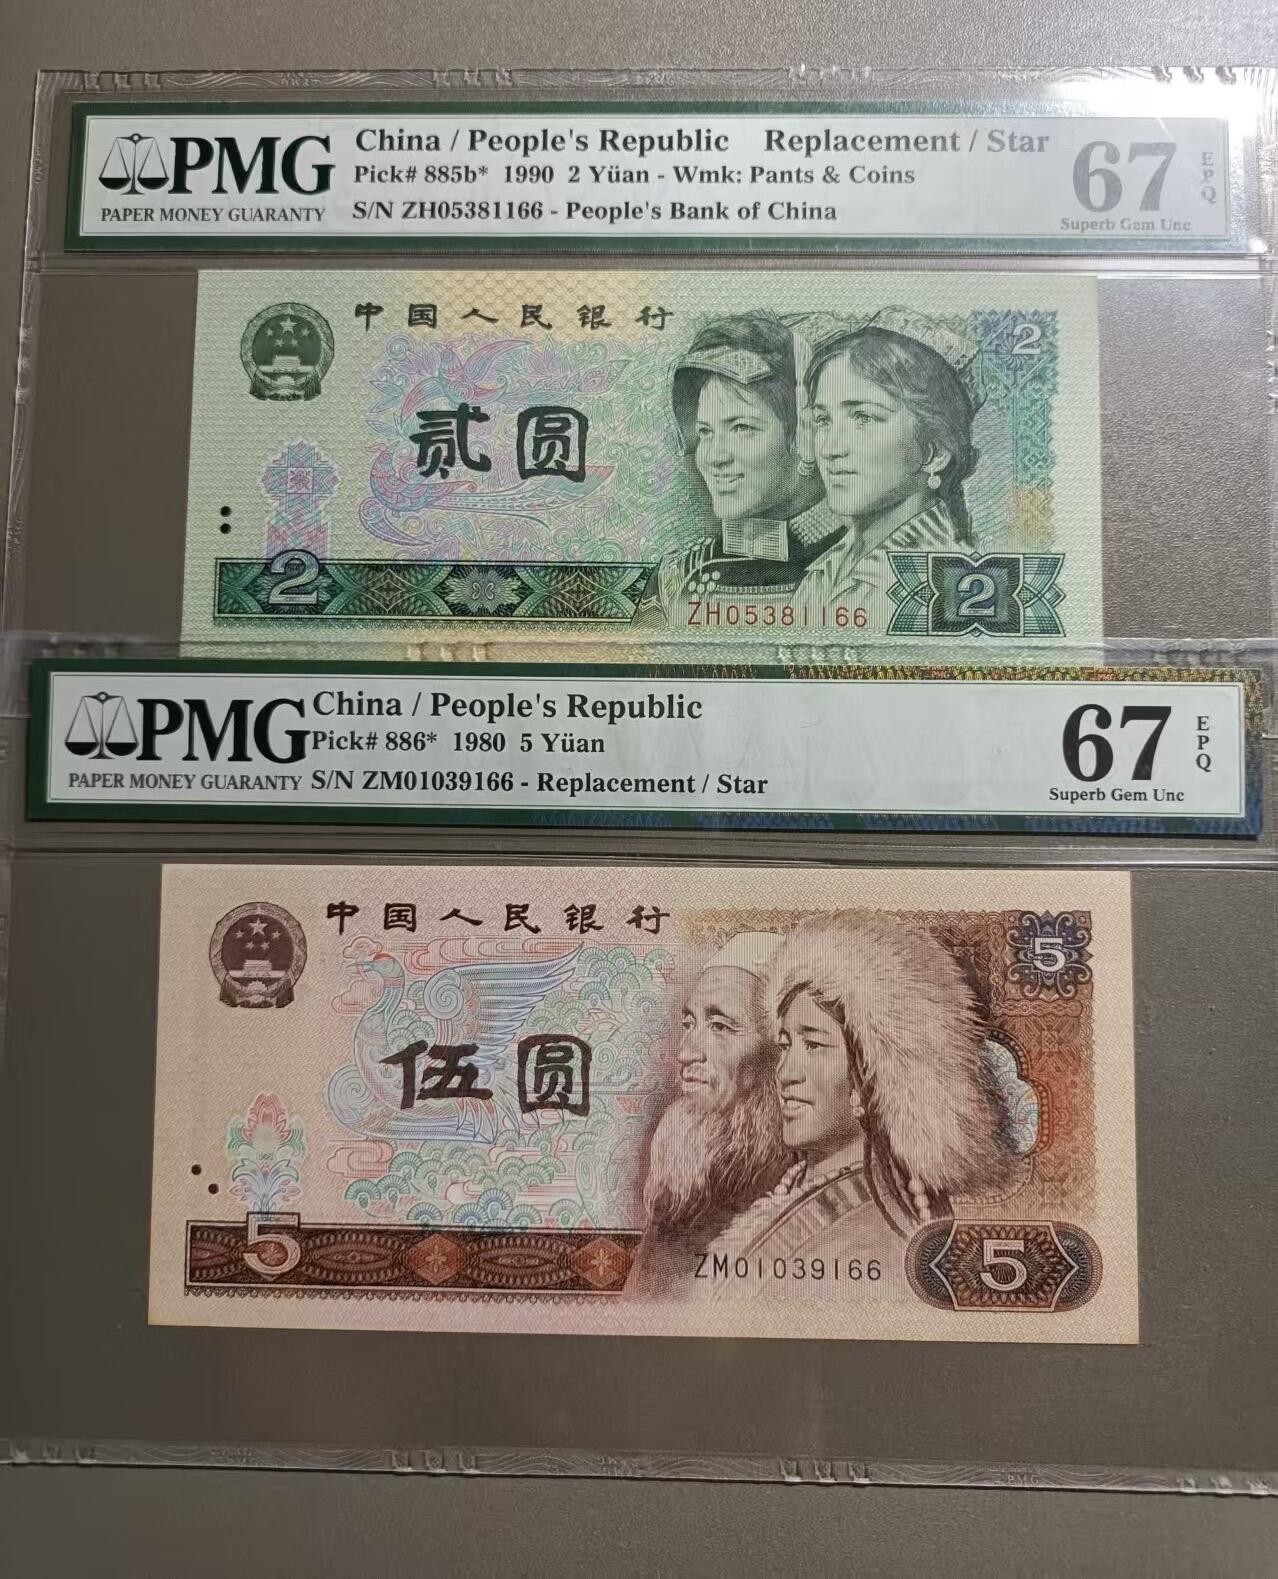 PMG
PAPER MONEY GUARANTY
China / People's Republic Replacement / Star
Pick# 885b* 1990 2 Yüan - Wmk: Pants & Coins
S/N ZH05381166 - People's Bank of China
67
EPQ
Superb Gem Unc
中国人民银行
2
贰圆
2
2
ZH05381166
PMG
PAPER MONEY GUARANTY
China / People's Republic
Pick# 886* 1980 5 Yüan
S/N ZM01039166 - Replacement / Star
67
EPQ
Superb Gem Unc
中国人民银行
5
伍圆
5
5
ZM01039166
PMG